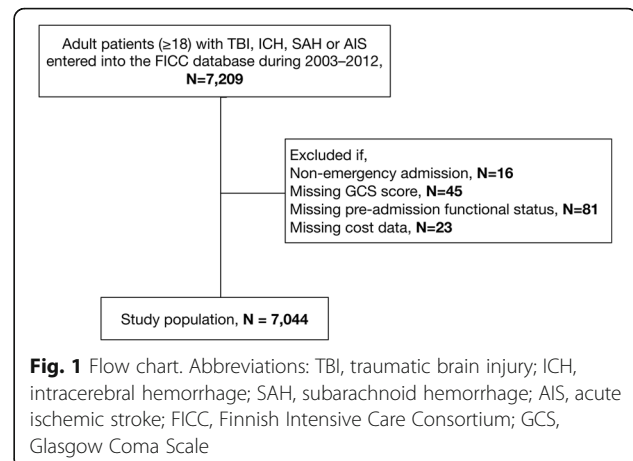 Adult patients (≥18) with TBI, ICH, SAH or AIS
entered into the FICC database during 2003–2012,
N=7,209
Excluded if,
Non-emergency admission, N=16
Missing GCS score, N=45
Missing pre-admission functional status, N=81
Missing cost data, N=23
Study population, N = 7,044
Fig. 1 Flow chart. Abbreviations: TBI, traumatic brain injury; ICH,
intracerebral hemorrhage; SAH, subarachnoid hemorrhage; AIS, acute
ischemic stroke; FICC, Finnish Intensive Care Consortium; GCS,
Glasgow Coma Scale